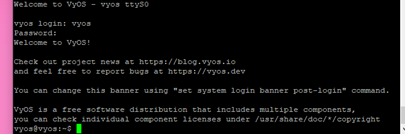 Welcome to VyOS - vyos ttyS0
vyos login: vyos
Password:
Welcome to VyOS!
Check out project news at https://blog.vyos.io
and feel free to report bugs at https://vyos.dev
You can change this banner using "set system login banner post-login" command.
VyOS is a free software distribution that includes multiple components,
you can check individual component licenses under /usr/share/doc/*/copyright
vyos@vyos:~$